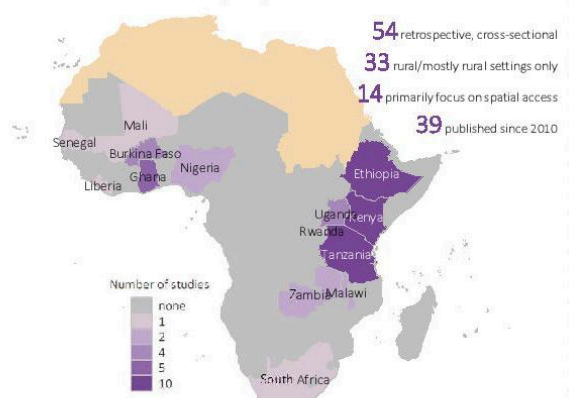 54 retrospective, cross-sectional
33 rural/mostly rural settings only
14 primarily focus on spatial access
39 published since 2010
Mali
Senegal
Burkina Faso
Nigeria
Ghana
Liberia
Ethiopia
Uganda
Kenya
Rwanda
Tanzania
Zambia
Malawi
South Africa
Number of studies
none
1
2
4
5
10